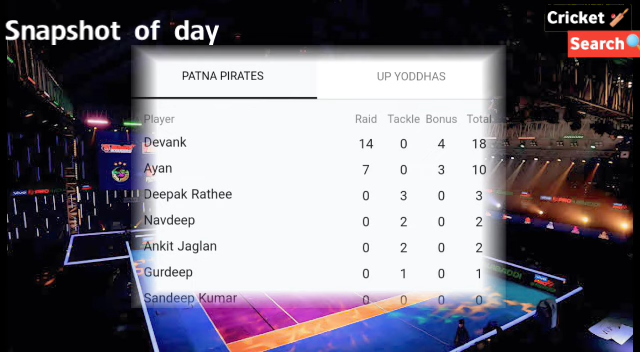 Snapshot of day
Cricket
Search
PATNA PIRATES UP YODDHAS
Player Raid Tackle Bonus Total
Devank 14 0 4 18
Ayan 7 0 3 10
Deepak Rathee 0 3 0 3
Navdeep 0 2 0 2
Ankit Jaglan 0 2 0 2
Gurdeep 0 1 0 1
Sandeep Kumar 0 0 0 0